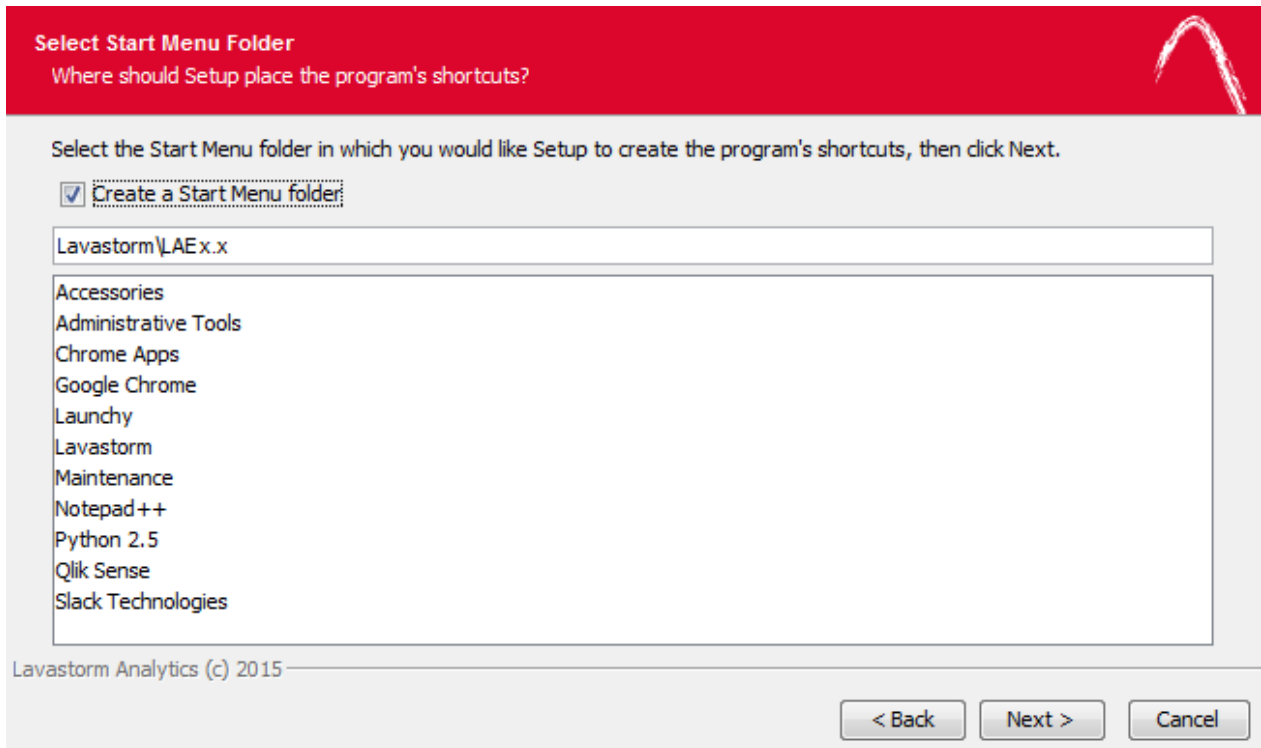 Select Start Menu Folder
Where should Setup place the program's shortcuts?
Select the Start Menu folder in which you would like Setup to create the program's shortcuts, then click Next.
Create a Start Menu folder
Lavastorm\LAEx.x
Accessories
Administrative Tools
Chrome Apps
Google Chrome
Launchy
Lavastorm
Maintenance
Notepad++
Python 2.5
Qlik Sense
Slack Technologies
Lavastorm Analytics (c) 2015
< Back Next > Cancel